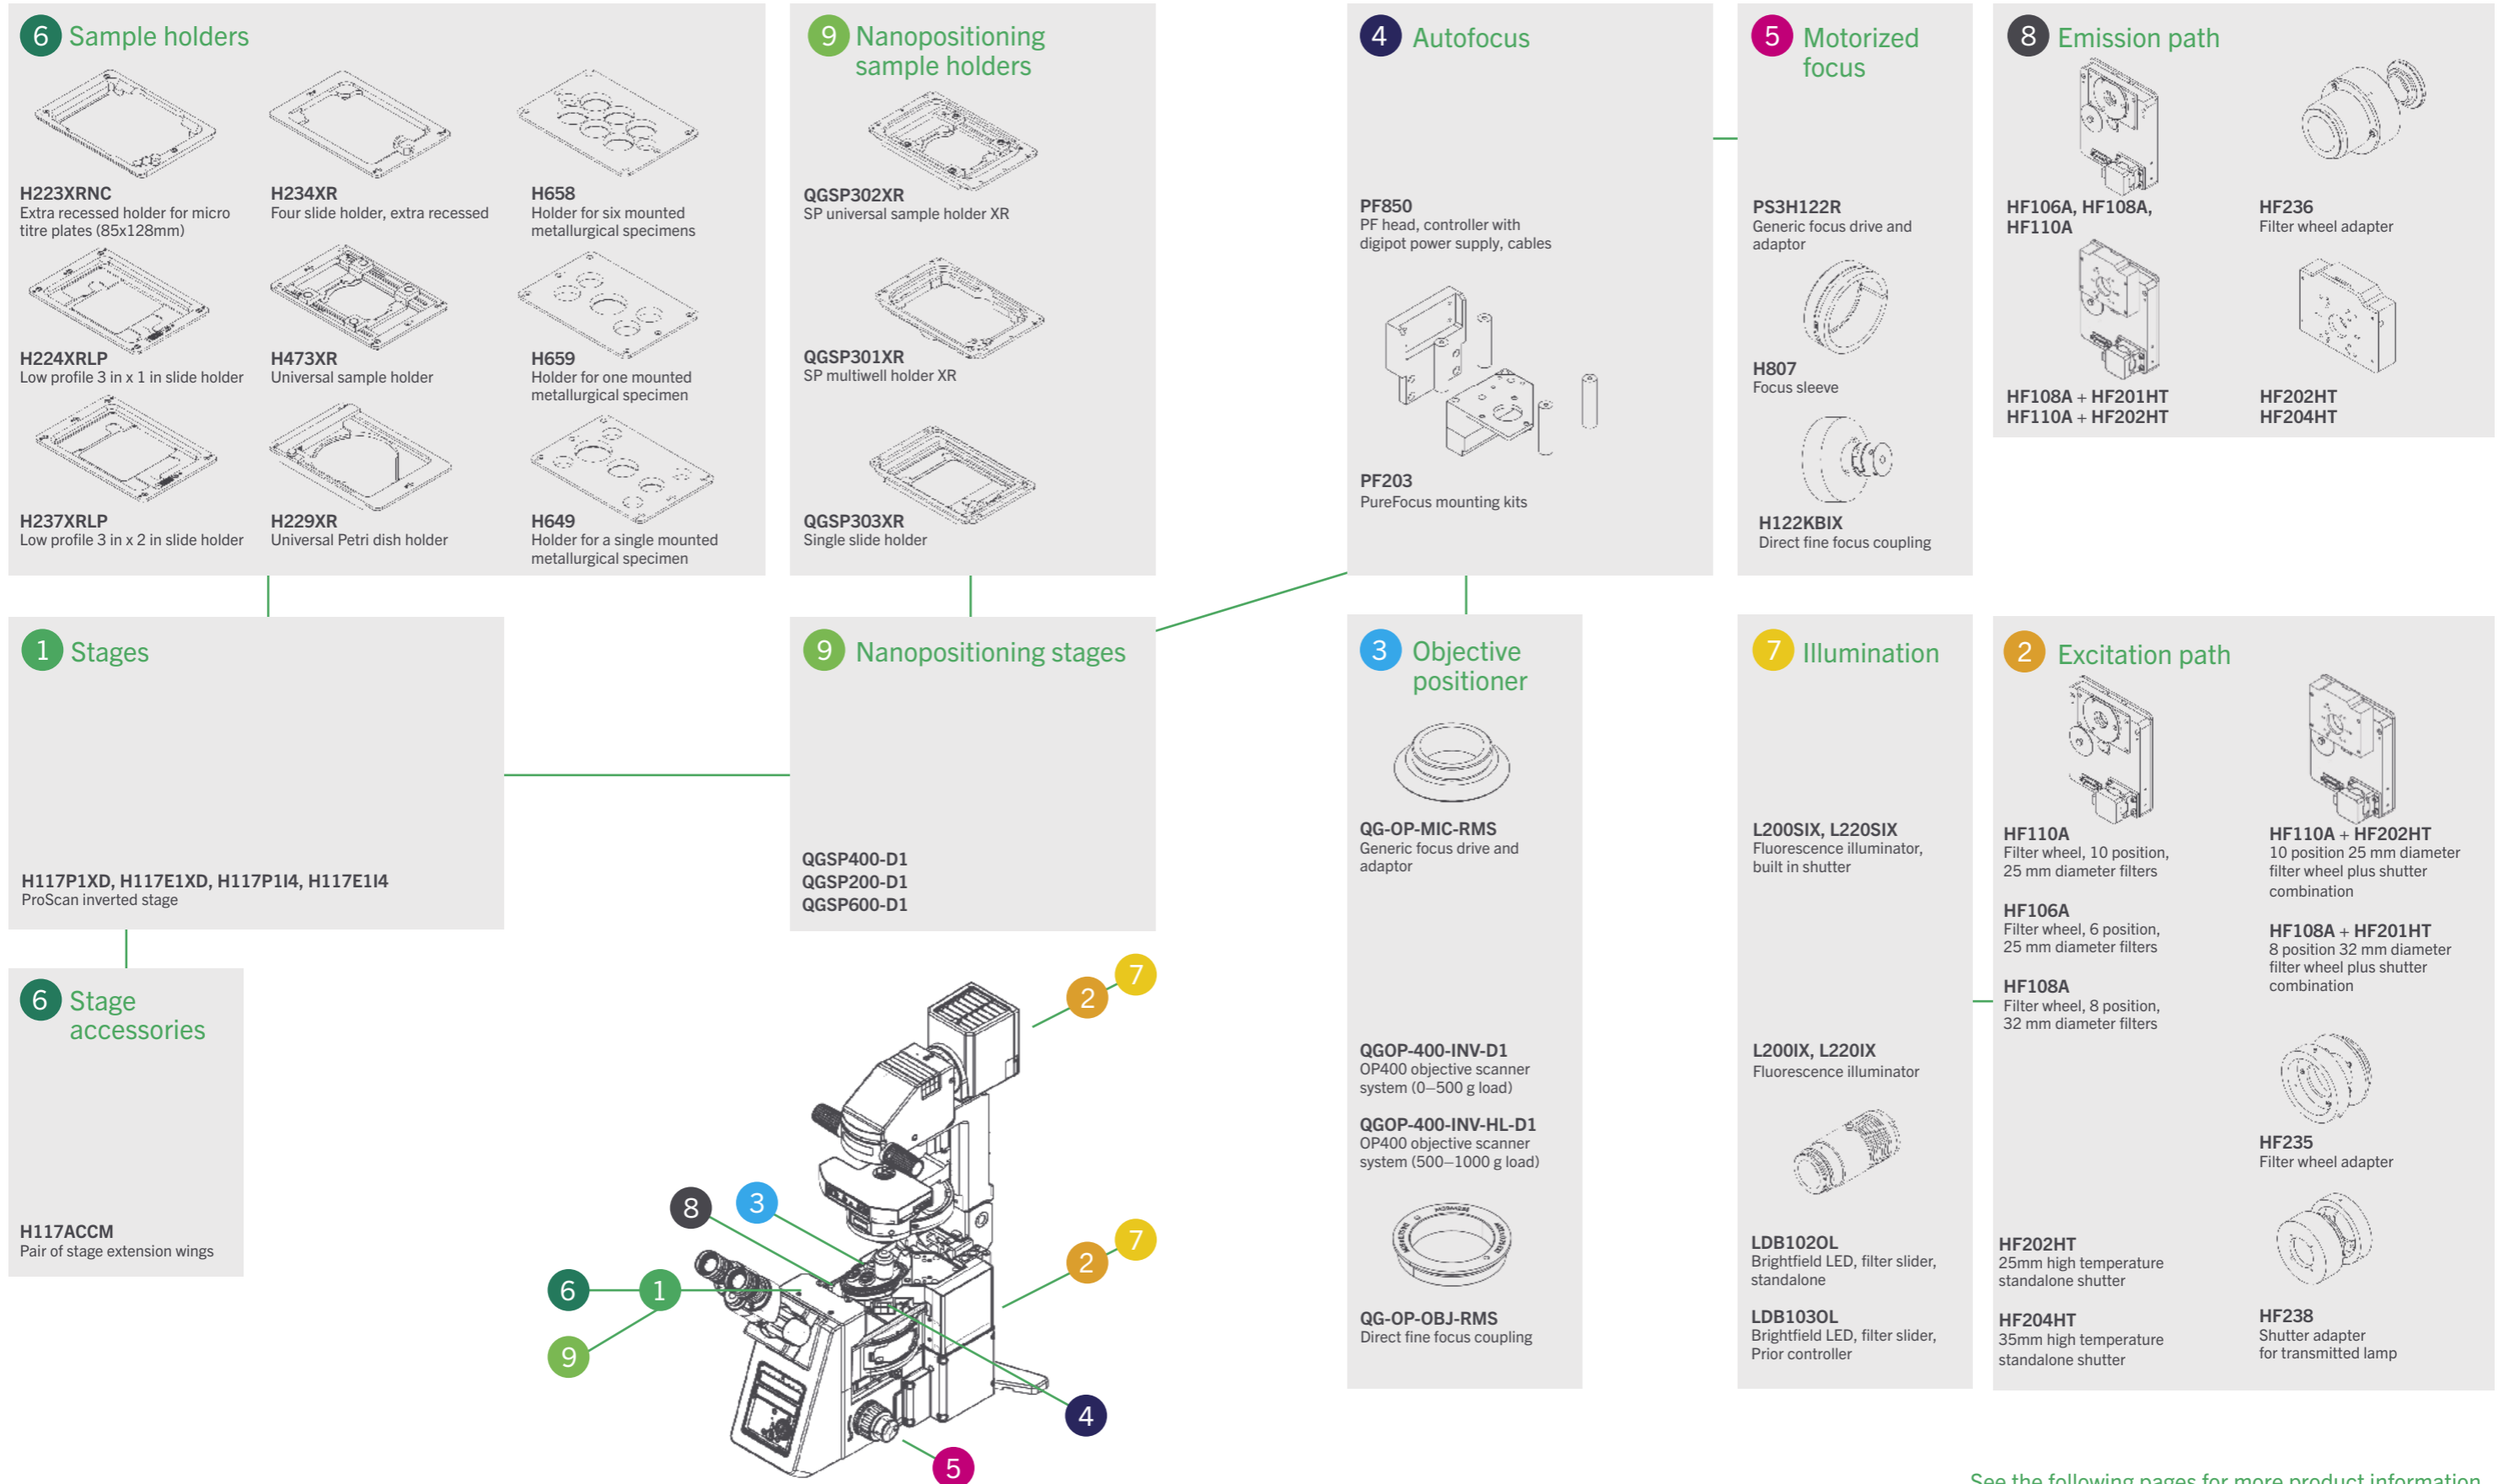 6 Sample holders
H223XRNC
Extra recessed holder for micro
titre plates (85x128mm)
H234XR
Four slide holder, extra recessed
H658
Holder for six mounted
metallurgical specimens
H224XRLP
Low profile 3 in x 1 in slide holder
H473XR
Universal sample holder
H659
Holder for one mounted
metallurgical specimen
H237XRLP
Low profile 3 in x 2 in slide holder
H229XR
Universal Petri dish holder
H649
Holder for a single mounted
metallurgical specimen
9 Nanopositioning
sample holders
QGSP302XR
SP universal sample holder XR
QGSP301XR
SP multiwell holder XR
QGSP303XR
Single slide holder
4 Autofocus
PF850
PF head, controller with
digipot power supply, cables
PF203
PureFocus mounting kits
5 Motorized
focus
PS3H122R
Generic focus drive and
adaptor
H807
Focus sleeve
H122KBIX
Direct fine focus coupling
8 Emission path
HF106A, HF108A,
HF110A
HF236
Filter wheel adapter
HF108A + HF201HT
HF110A + HF202HT
HF202HT
HF204HT
1 Stages
H117P1XD, H117E1XD, H117P1I4, H117E1I4
ProScan inverted stage
9 Nanopositioning stages
QGSP400-D1
QGSP200-D1
QGSP600-D1
3 Objective
positioner
QG-OP-MIC-RMS
Generic focus drive and
adaptor
QGOP-400-INV-D1
OP400 objective scanner
system (0–500 g load)
QGOP-400-INV-HL-D1
OP400 objective scanner
system (500–1000 g load)
QG-OP-OBJ-RMS
Direct fine focus coupling
7 Illumination
L200SIX, L220SIX
Fluorescence illuminator,
built in shutter
L200IX, L220IX
Fluorescence illuminator
LDB102OL
Brightfield LED, filter slider,
standalone
LDB103OL
Brightfield LED, filter slider,
Prior controller
2 Excitation path
HF110A
Filter wheel, 10 position,
25 mm diameter filters
HF106A
Filter wheel, 6 position,
25 mm diameter filters
HF108A
Filter wheel, 8 position,
32 mm diameter filters
HF110A + HF202HT
10 position 25 mm diameter
filter wheel plus shutter
combination
HF108A + HF201HT
8 position 32 mm diameter
filter wheel plus shutter
combination
HF235
Filter wheel adapter
HF202HT
25mm high temperature
standalone shutter
HF204HT
35mm high temperature
standalone shutter
HF238
Shutter adapter
for transmitted lamp
6 Stage
accessories
H117ACCM
Pair of stage extension wings
7
2
3
8
7
2
6
1
9
4
5
See the following pages for more product information